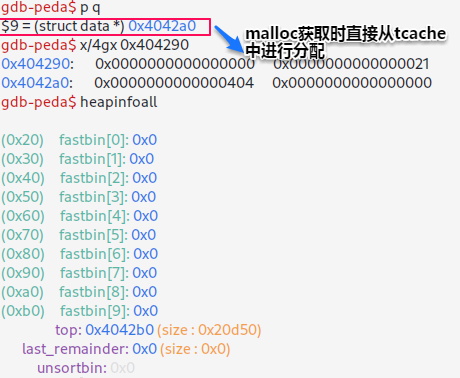 gdb-peda$ p q
$9 = (struct data *) 0x4042a0
malloc获取时直接从tcache
中进行分配
gdb-peda$ x/4gx 0x404290
0x404290: 0x0000000000000000 0x0000000000000021
0x4042a0: 0x0000000000000404 0x0000000000000000
gdb-peda$ heapinfoall
(0x20) fastbin[0]: 0x0
(0x30) fastbin[1]: 0x0
(0x40) fastbin[2]: 0x0
(0x50) fastbin[3]: 0x0
(0x60) fastbin[4]: 0x0
(0x70) fastbin[5]: 0x0
(0x80) fastbin[6]: 0x0
(0x90) fastbin[7]: 0x0
(0xa0) fastbin[8]: 0x0
(0xb0) fastbin[9]: 0x0
top: 0x4042b0 (size : 0x20d50)
last_remainder: 0x0 (size : 0x0)
unsortbin: 0x0